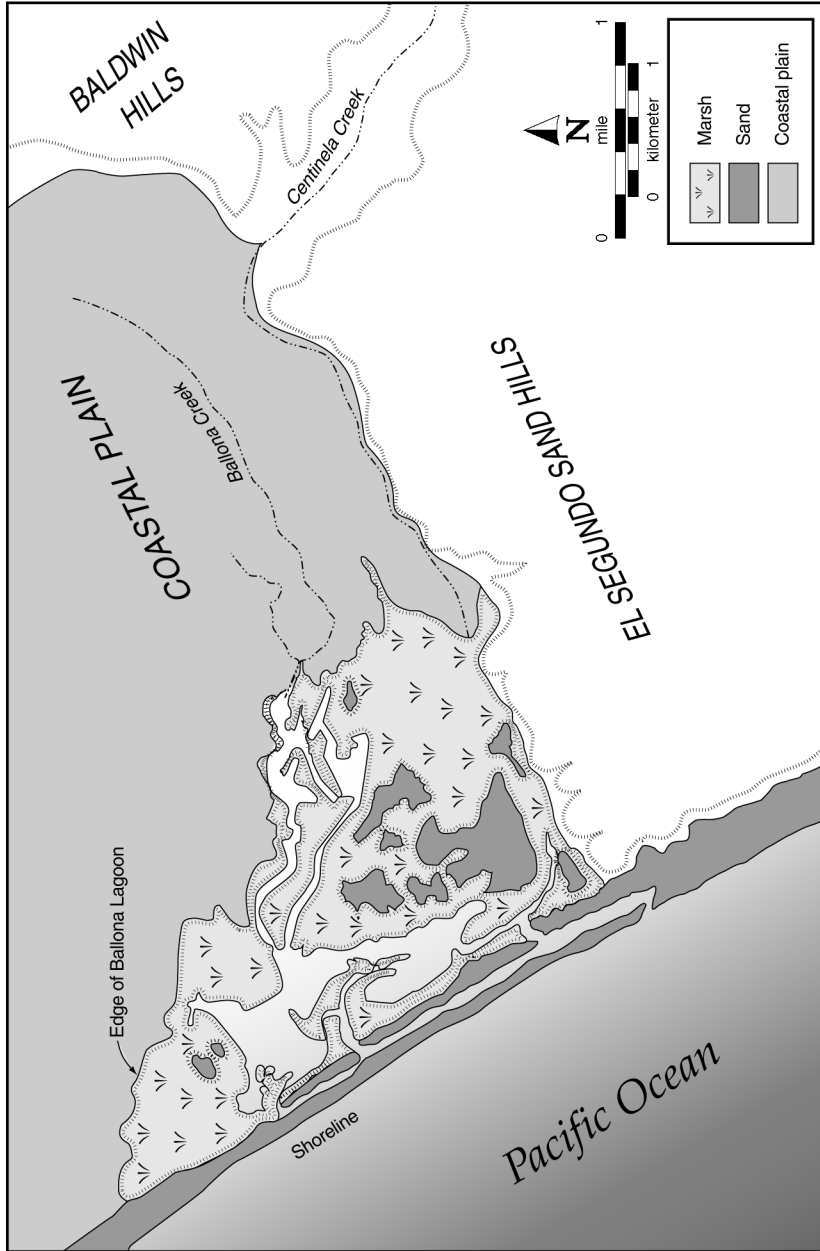 BALDWIN
HILLS
Centinela Creek
COASTAL PLAIN
Ballona Creek
EL SEGUNDO SAND HILLS
Edge of Ballona Lagoon
Shoreline
Pacific Ocean
N
0 mile 1
0 kilometer 1
Marsh
Sand
Coastal plain